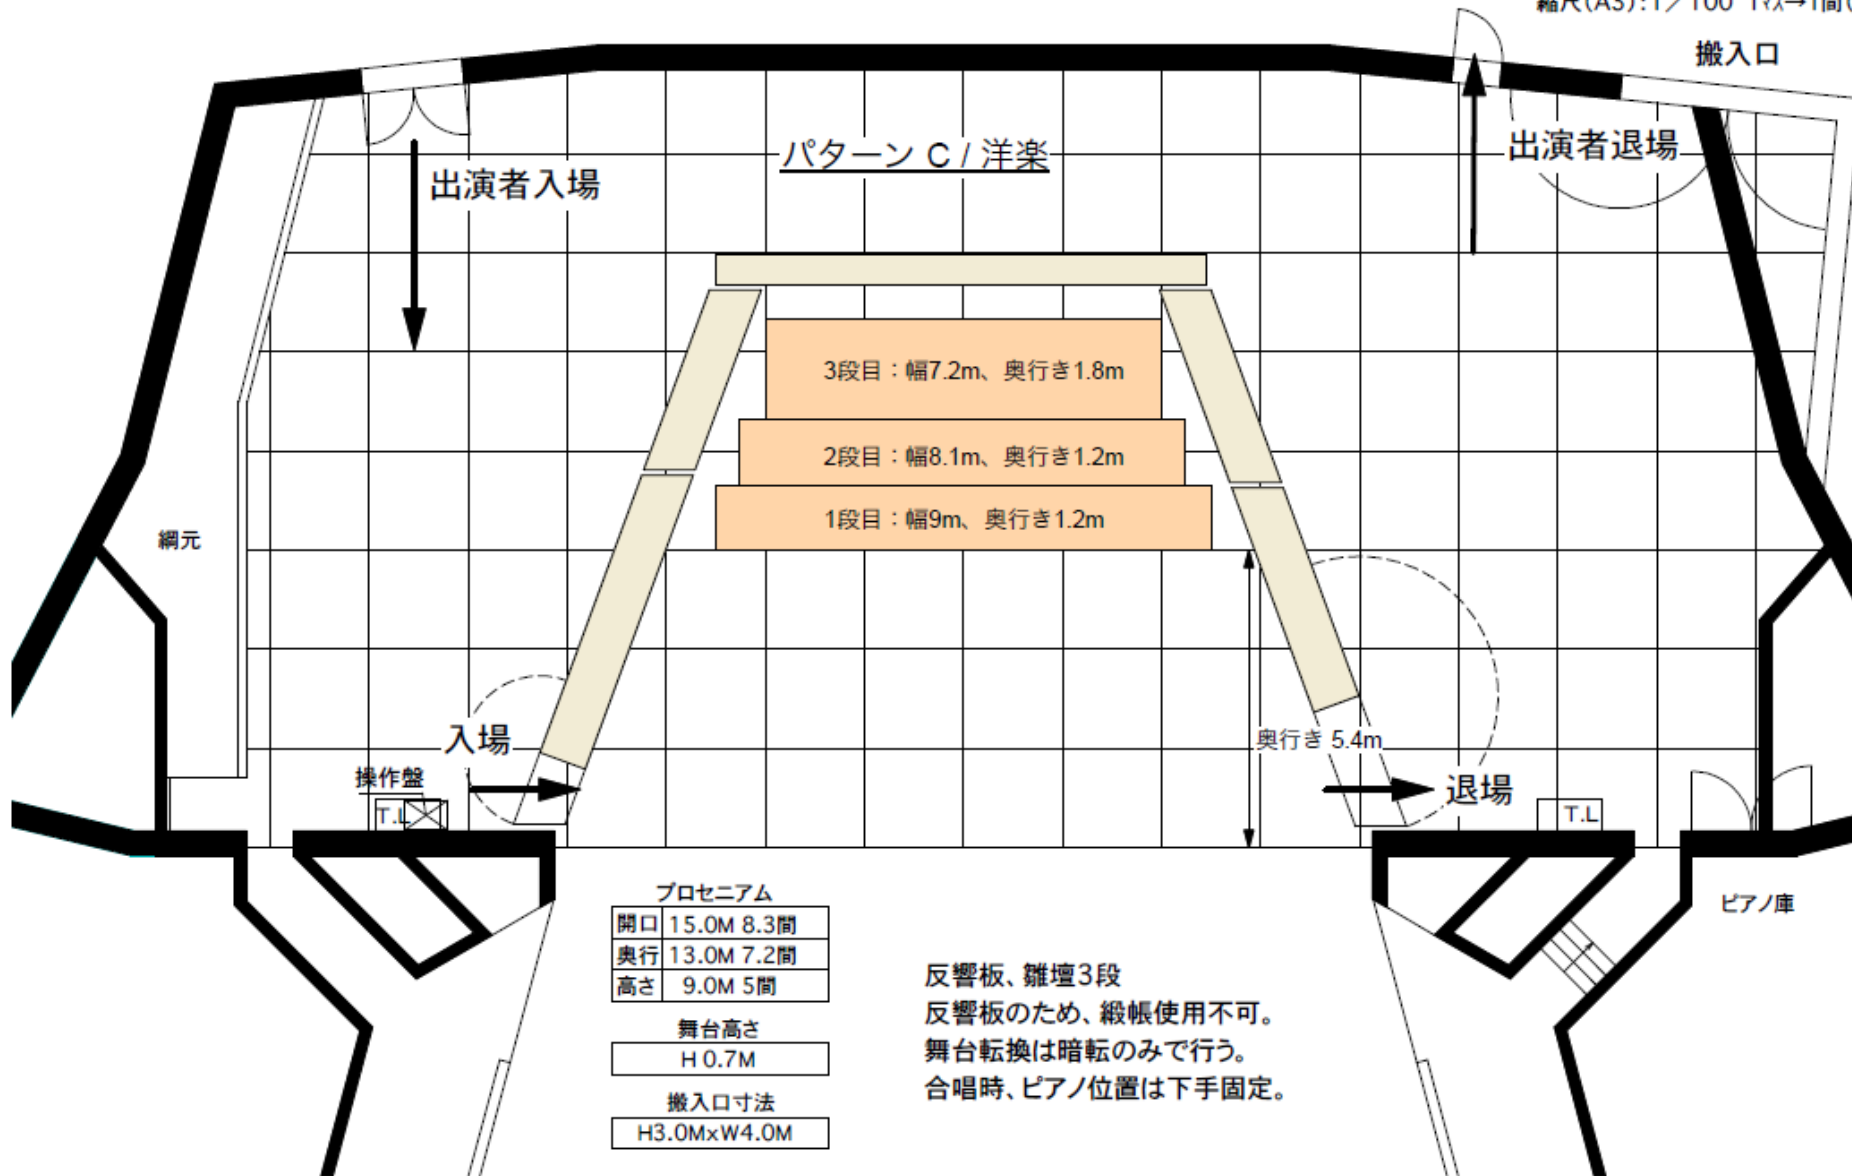 搬入口
パターン C / 洋楽
出演者退場
出演者入場
3段目：幅7.2m、奥行き1.8m
2段目：幅8.1m、奥行き1.2m
1段目：幅9m、奥行き1.2m
綱元
入場
奥行き 5.4m
操作盤
退場
T.L
T.L
プロセニアム
開口 15.0M 8.3間
奥行 13.0M 7.2間
高さ 9.0M 5間
舞台高さ
H 0.7M
搬入口寸法
H3.0MxW4.0M
ピアノ庫
反響板、雛壇3段
反響板のため、緞帳使用不可。
舞台転換は暗転のみで行う。
合唱時、ピアノ位置は下手固定。